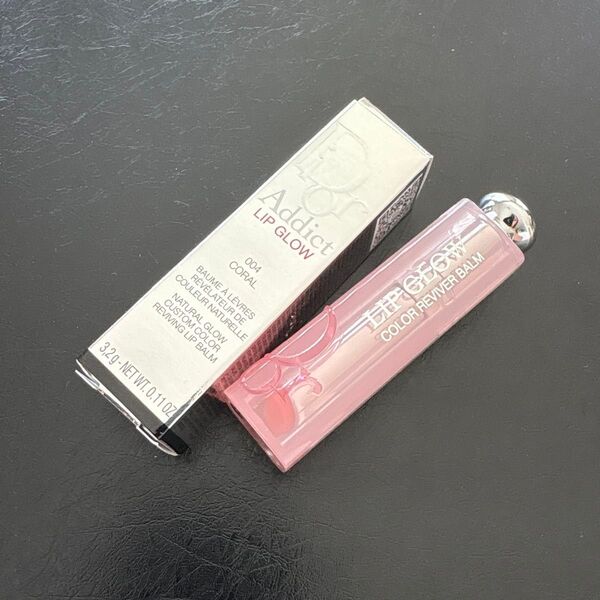 Dior
Addict
LIP GLOW
004
CORAL
BAUME À LÈVRES
RÉVÉLATEUR DE
COULEUR NATURELLE
NATURAL GLOW
CUSTOM COLOR
REVIVING LIP BALM
3,2g - NET WT. 0.11 OZ
LIP GLOW
COLOR REVIVER BALM